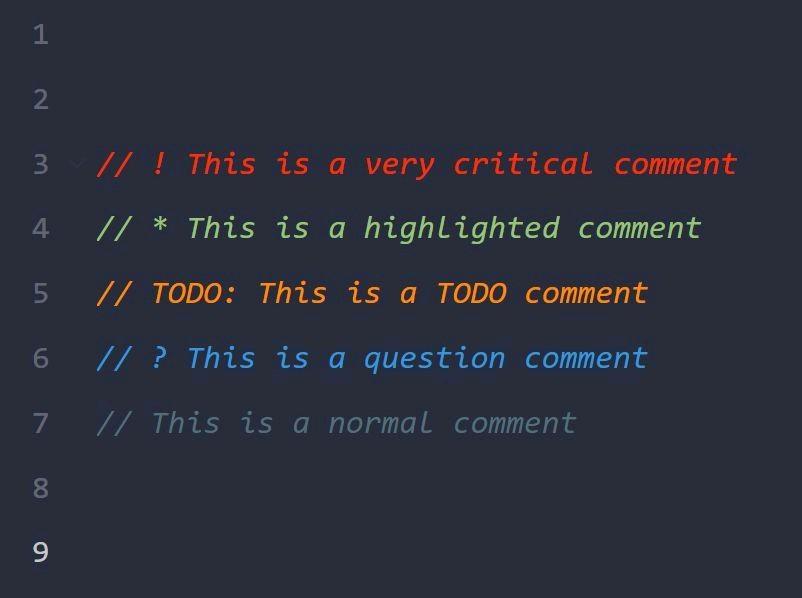 1
2
3 // ! This is a very critical comment
4 // * This is a highlighted comment
5 // TODO: This is a TODO comment
6 // ? This is a question comment
7 // This is a normal comment
8
9